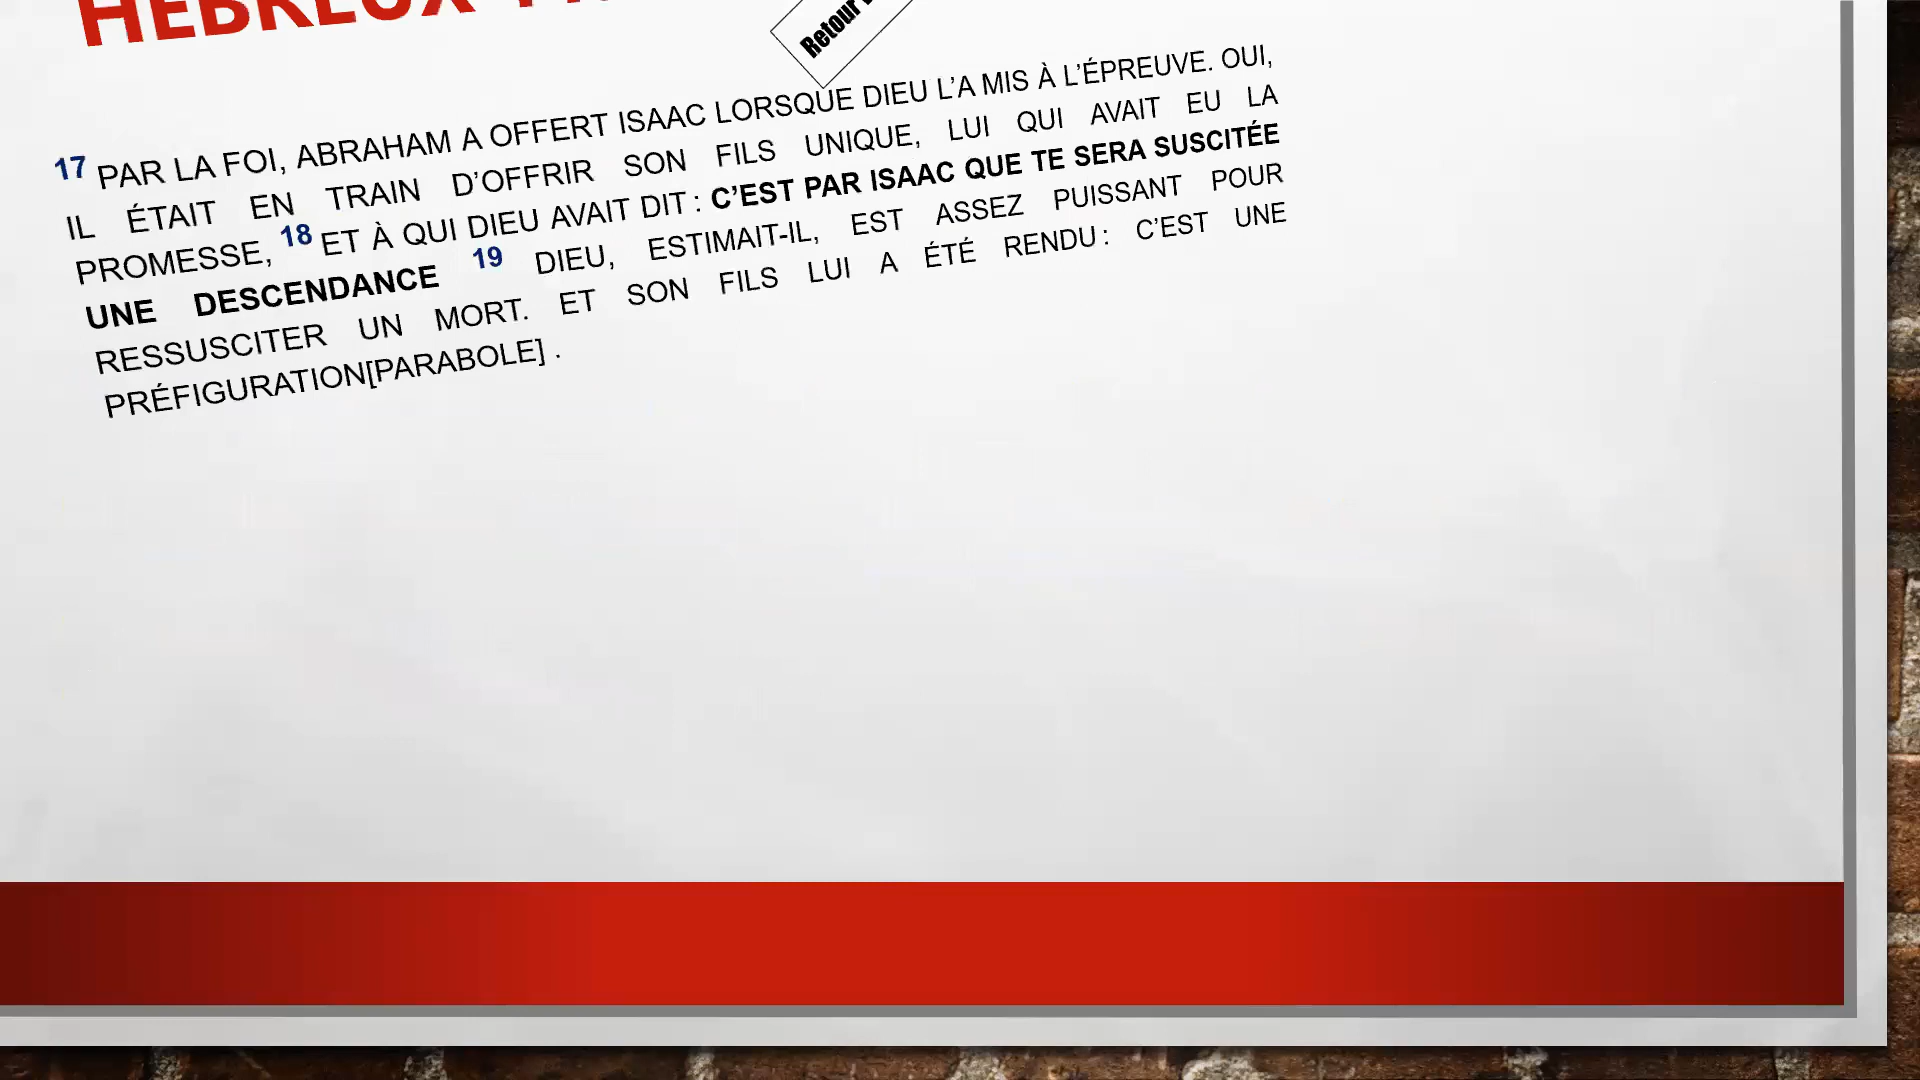 HÉBREUX
Retour
17 PAR LA FOI, ABRAHAM A OFFERT ISAAC LORSQUE DIEU L’A MIS À L’ÉPREUVE. OUI,
IL ÉTAIT EN TRAIN D’OFFRIR SON FILS UNIQUE, LUI QUI AVAIT EU LA
PROMESSE, 18 ET À QUI DIEU AVAIT DIT : C’EST PAR ISAAC QUE TE SERA SUSCITÉE
UNE DESCENDANCE 19 DIEU, ESTIMAIT-IL, EST ASSEZ PUISSANT POUR
RESSUSCITER UN MORT. ET SON FILS LUI A ÉTÉ RENDU : C’EST UNE
PRÉFIGURATION[PARABOLE] .